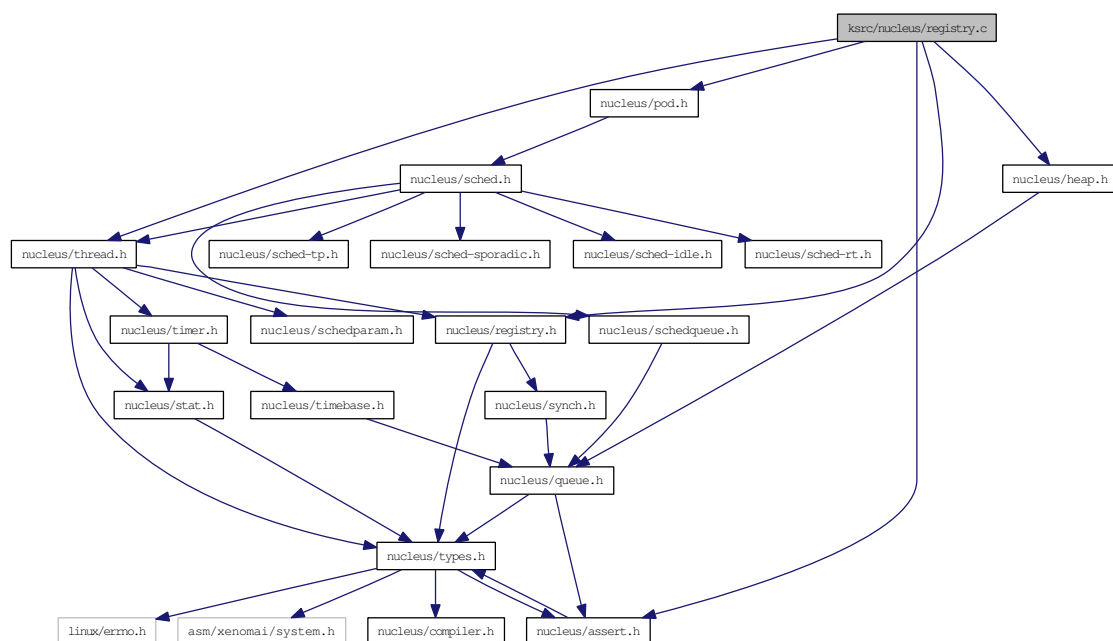 ksrc/nucleus/registry.c
nucleus/pod.h
nucleus/sched.h
nucleus/heap.h
nucleus/thread.h
nucleus/sched-tp.h
nucleus/sched-sporadic.h
nucleus/sched-idle.h
nucleus/sched-rt.h
nucleus/timer.h
nucleus/schedparam.h
nucleus/registry.h
nucleus/schedqueue.h
nucleus/stat.h
nucleus/timebase.h
nucleus/synch.h
nucleus/queue.h
nucleus/types.h
linux/errno.h
asm/xenomai/system.h
nucleus/compiler.h
nucleus/assert.h